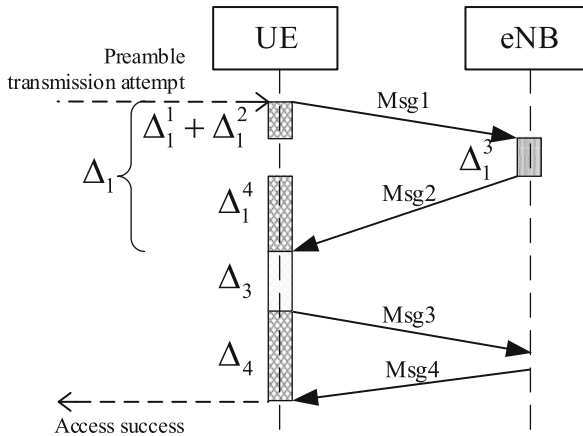 UE
eNB
Preamble
transmission attempt
Msg1
Δ₁¹ + Δ₁²
Δ₁³
Δ₁
Msg2
Δ₁⁴
Δ₃
Msg3
Δ₄
Msg4
Access success